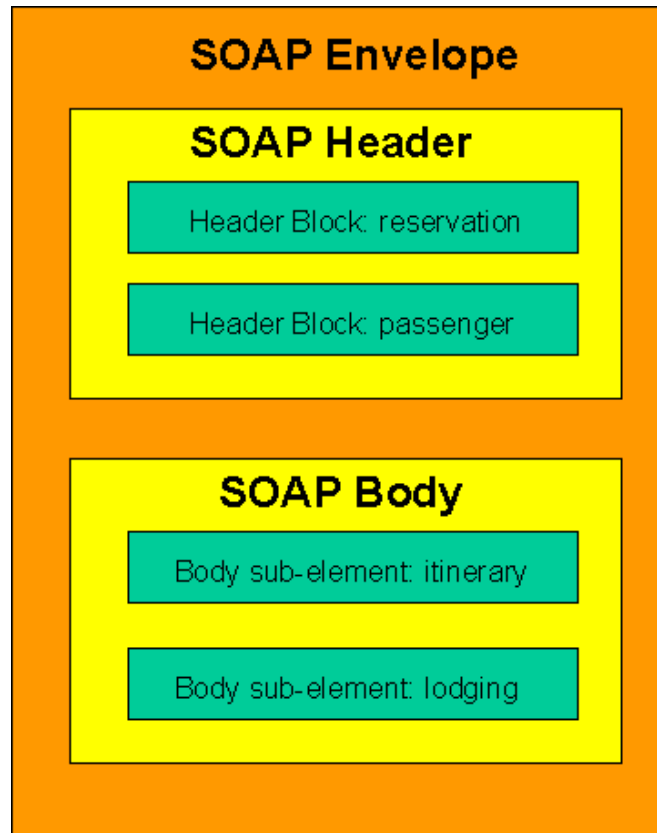 SOAP Envelope
SOAP Header
Header Block: reservation
Header Block: passenger
SOAP Body
Body sub-element: itinerary
Body sub-element: lodging